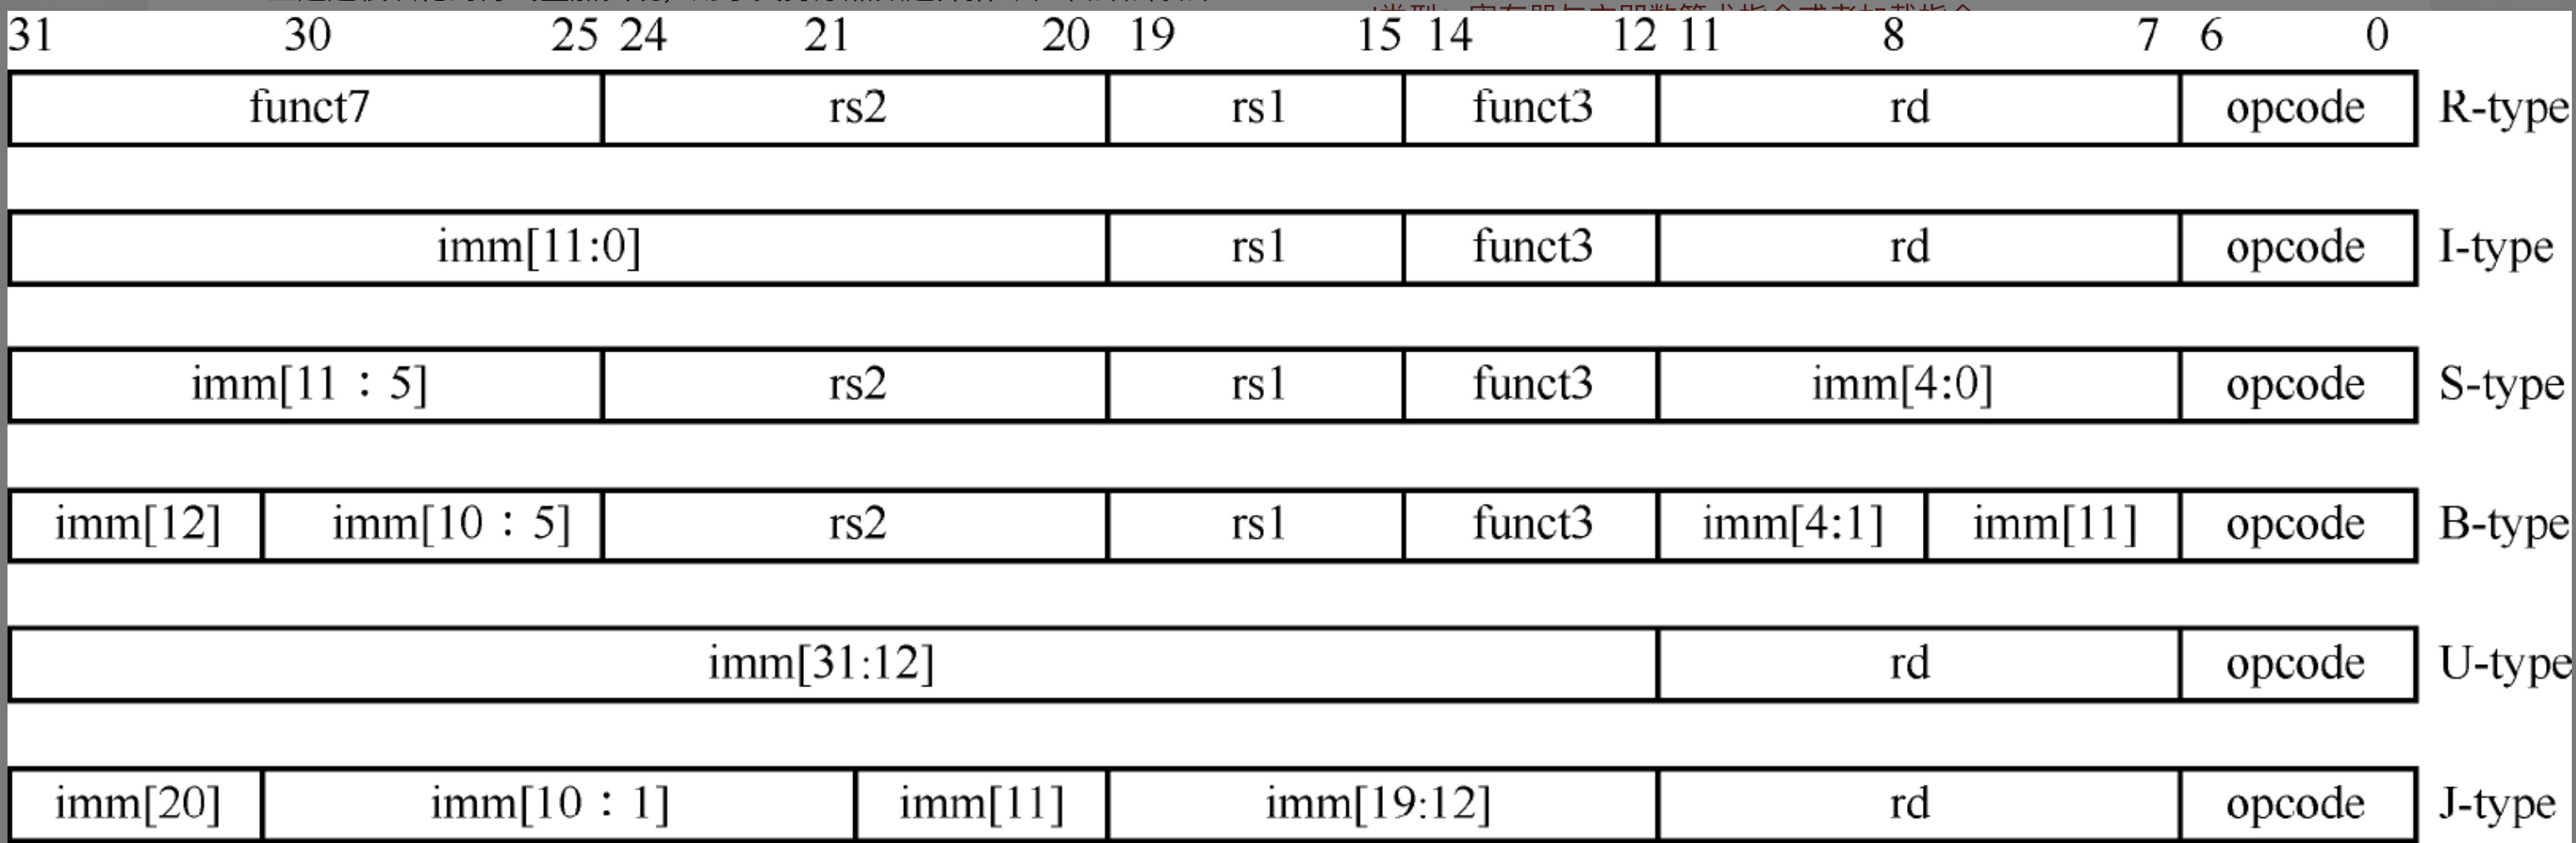 31 30 25 24 21 20 19 15 14 12 11 8 7 6 0
funct7 rs2 rs1 funct3 rd opcode R-type
imm[11:0] rs1 funct3 rd opcode I-type
imm[11 : 5] rs2 rs1 funct3 imm[4:0] opcode S-type
imm[12] imm[10 : 5] rs2 rs1 funct3 imm[4:1] imm[11] opcode B-type
imm[31:12] rd opcode U-type
imm[20] imm[10 : 1] imm[11] imm[19:12] rd opcode J-type